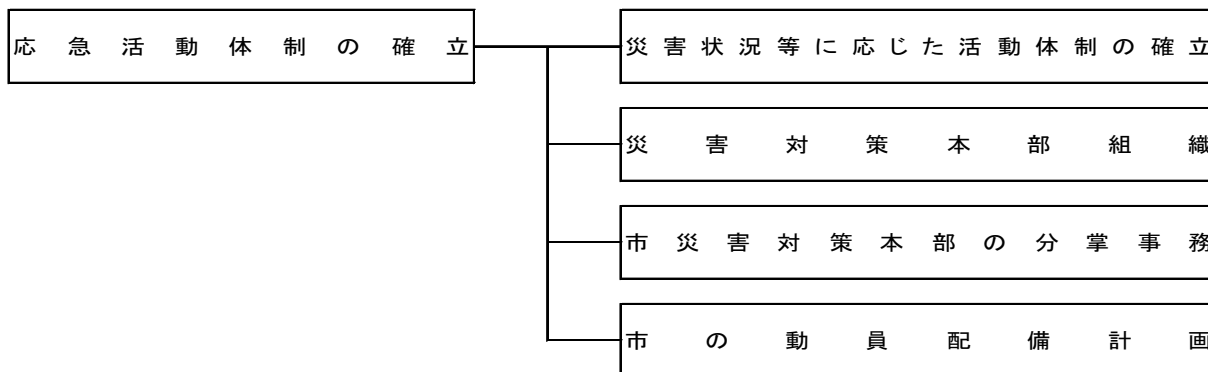 応急活動体制の確立
災害状況等に応じた活動体制の確立
災害対策本部組織
市災害対策本部の分掌事務
市の動員配備計画